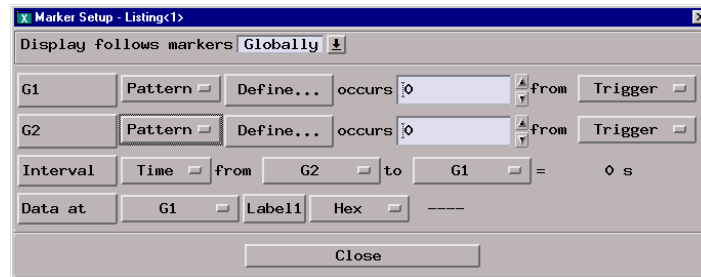 X Marker Setup - Listing<1>
Display follows markers Globally
G1 Pattern Define... occurs 0 from Trigger
G2 Pattern Define... occurs 0 from Trigger
Interval Time from G2 to G1 = 0 s
Data at G1 Label1 Hex ----
Close